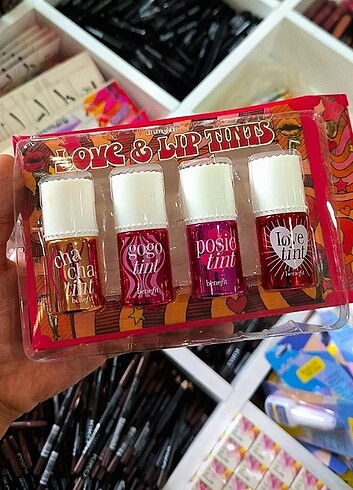 benefit
LOVE & LIP TINTS
cha
cha
tint
benefit
gogo
tint
benefit
posie
tint
benefit
love
tint
benefit